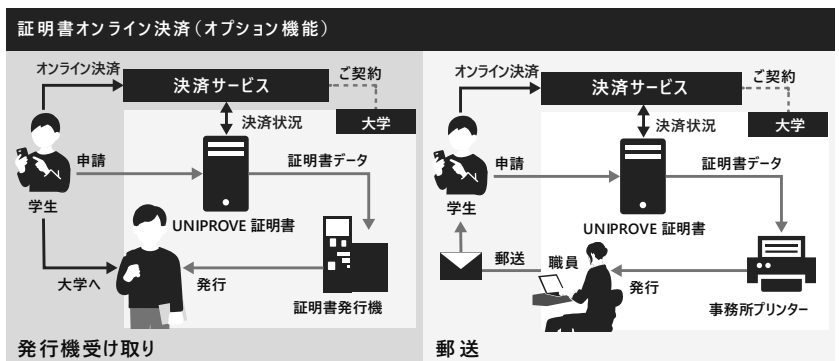 証明書オンライン決済（オプション機能）
オンライン決済
決済サービス
ご契約
大学
決済状況
申請
証明書データ
学生
UNIPROVE 証明書
大学へ
発行
証明書発行機
発行機受け取り
オンライン決済
決済サービス
ご契約
大学
決済状況
申請
証明書データ
学生
UNIPROVE 証明書
郵送
職員
発行
事務所プリンター
郵送